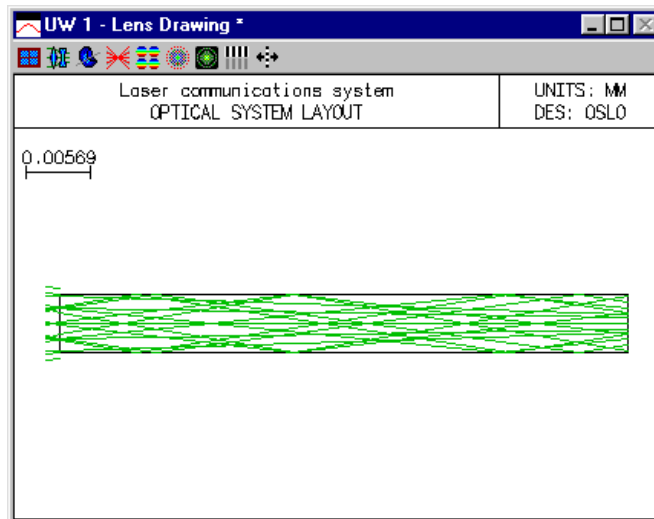 UW 1 - Lens Drawing *
Laser communications system
OPTICAL SYSTEM LAYOUT
UNITS: MM
DES: OSLO
0.00569